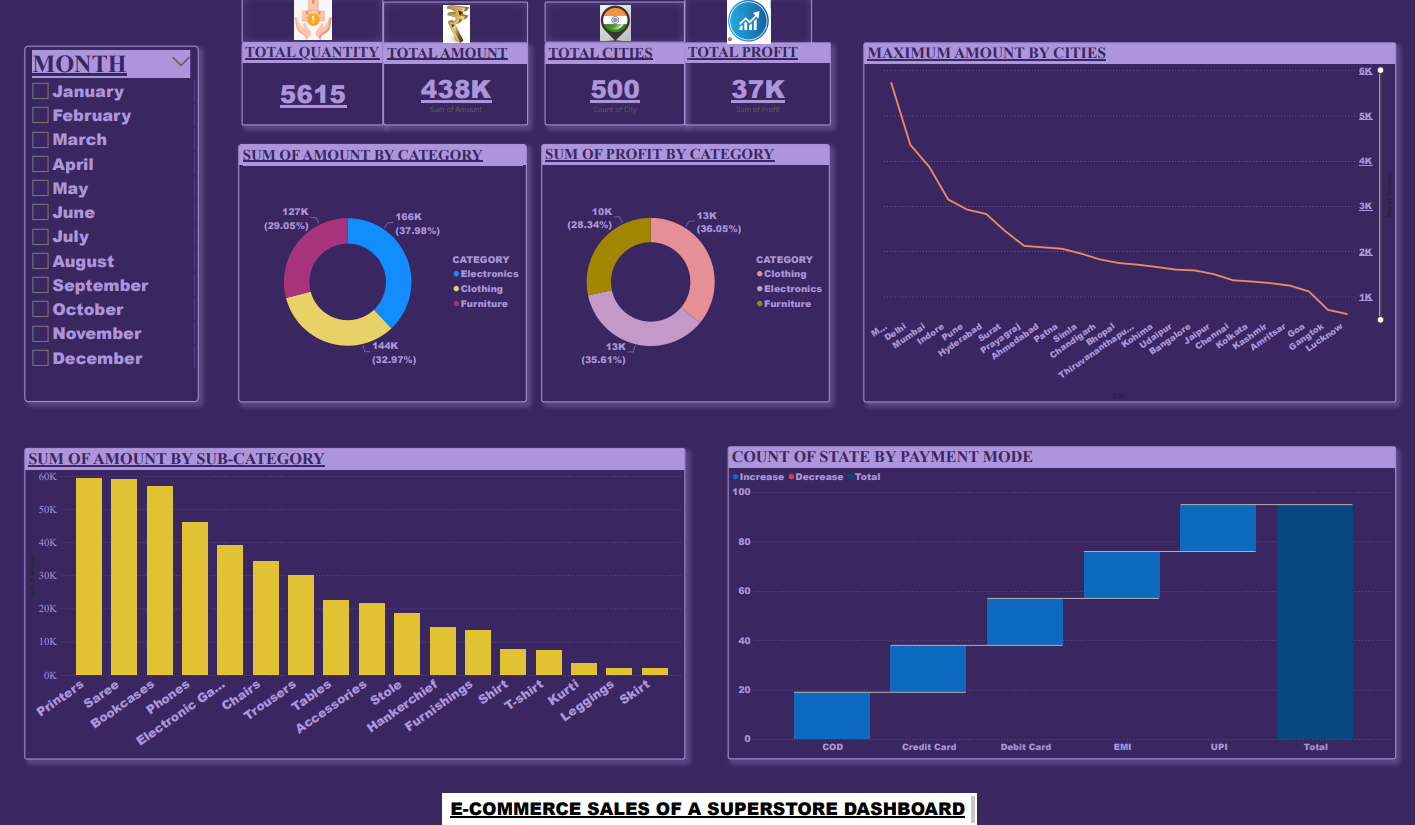 TOTAL QUANTITY
5615
TOTAL AMOUNT
438K
Sum of Amount
TOTAL CITIES
500
Count of City
TOTAL PROFIT
37K
Sum of Profit
MONTH
January
February
March
April
May
June
July
August
September
October
November
December
SUM OF AMOUNT BY CATEGORY
127K
(29.05%)
166K
(37.98%)
144K
(32.97%)
CATEGORY
Electronics
Clothing
Furniture
SUM OF PROFIT BY CATEGORY
10K
(28.34%)
13K
(36.05%)
13K
(35.61%)
CATEGORY
Clothing
Electronics
Furniture
MAXIMUM AMOUNT BY CITIES
6K
5K
4K
3K
2K
1K
M...
Delhi
Mumbai
Indore
Pune
Hyderabad
Surat
Prayagraj
Ahmedabad
Patna
Simla
Chandigarh
Bhopal
Thiruvananthapu...
Kohima
Udaipur
Bangalore
Jaipur
Chennai
Kolkata
Kashmir
Amritsar
Goa
Gangtok
Lucknow
SUM OF AMOUNT BY SUB-CATEGORY
60K
50K
40K
30K
20K
10K
0K
Printers
Saree
Bookcases
Phones
Electronic Ga...
Chairs
Trousers
Tables
Accessories
Stole
Hankerchief
Furnishings
Shirt
T-shirt
Kurti
Leggings
Skirt
COUNT OF STATE BY PAYMENT MODE
Increase Decrease Total
100
80
60
40
20
0
COD
Credit Card
Debit Card
EMI
UPI
Total
E-COMMERCE SALES OF A SUPERSTORE DASHBOARD